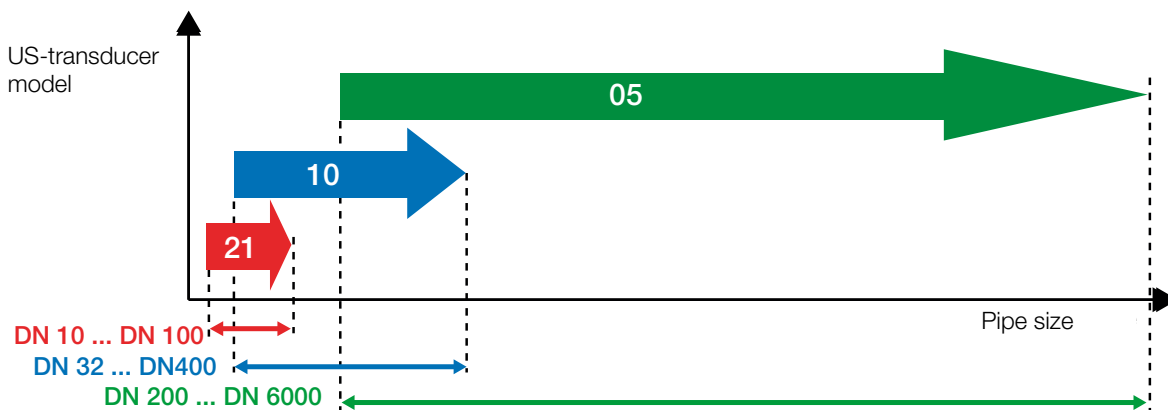 US-transducer
model
05
10
21
Pipe size
DN 10 ... DN 100
DN 32 ... DN400
DN 200 ... DN 6000